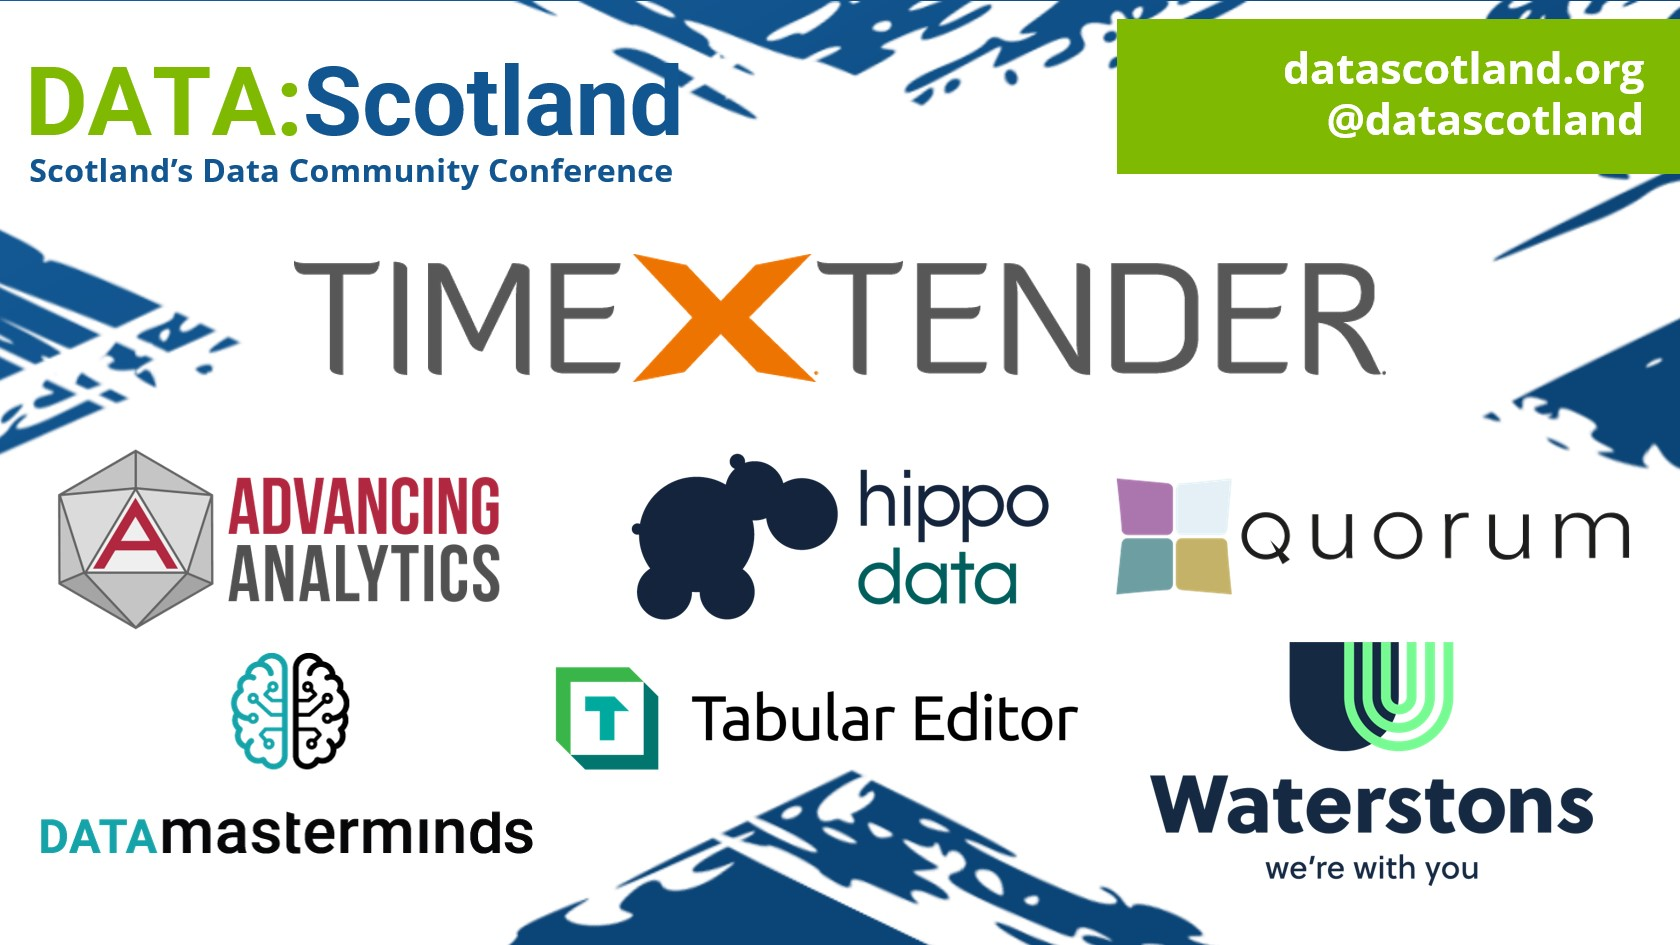 DATA:Scotland
Scotland’s Data Community Conference
datascotland.org
@datascotland
TIMEXTENDER
A
ADVANCING
ANALYTICS
hippo
data
quorum
DATAmasterminds
T
Tabular Editor
Waterstons
we’re with you